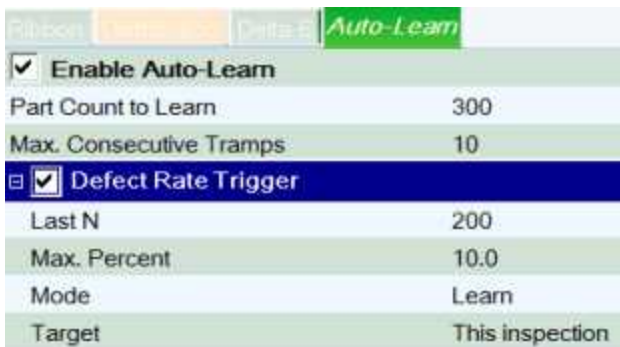 Ribbon Delta E Auto-Learn
Enable Auto-Learn
Part Count to Learn 300
Max. Consecutive Tramps 10
Defect Rate Trigger
Last N 200
Max. Percent 10.0
Mode Learn
Target This inspection